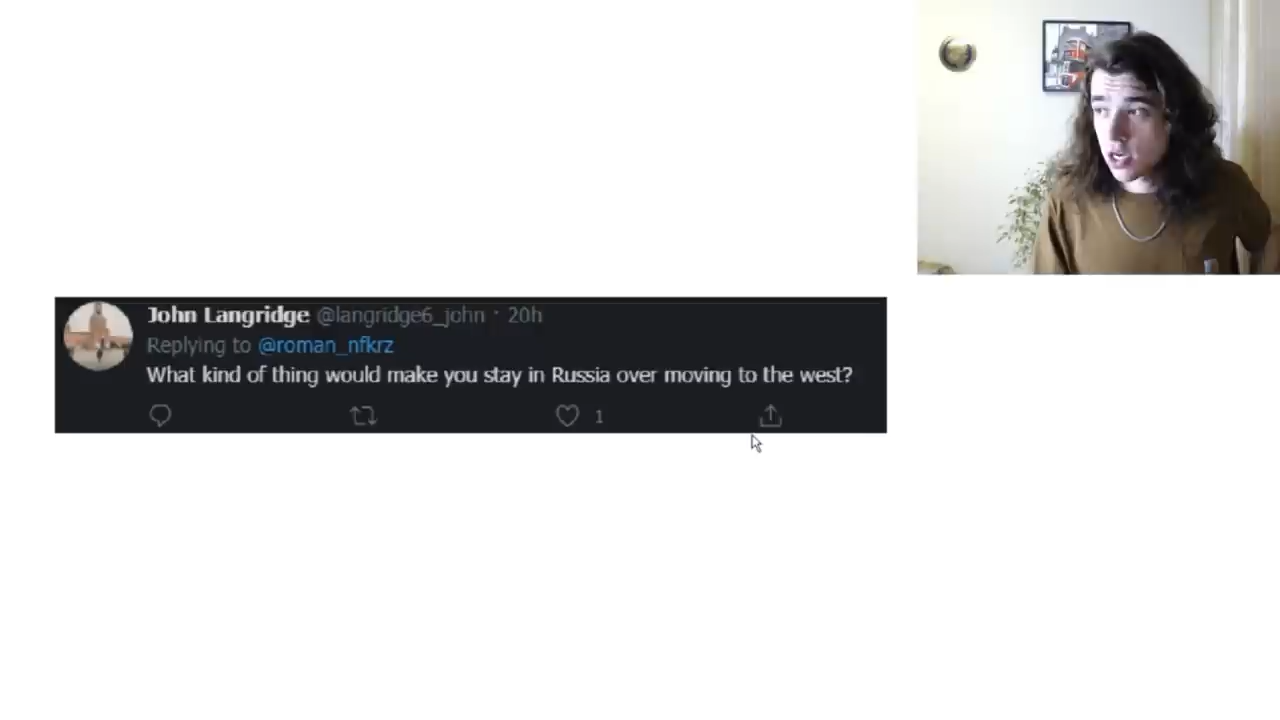 John Langridge @langridge6_john · 20h
Replying to @roman_nfkrz
What kind of thing would make you stay in Russia over moving to the west?
1